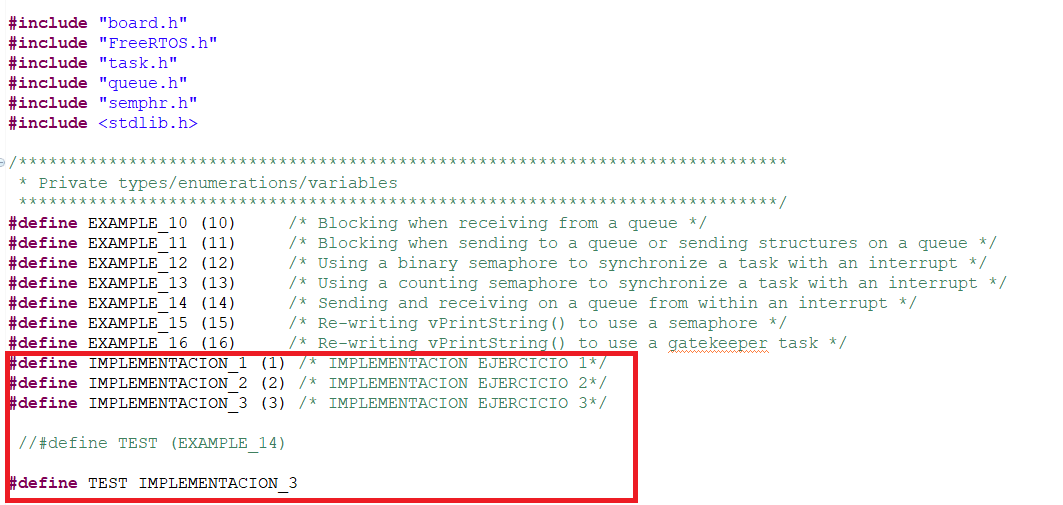 #include "board.h"
#include "FreeRTOS.h"
#include "task.h"
#include "queue.h"
#include "semphr.h"
#include <stdlib.h>
/*****************************************************************************
 * Private types/enumerations/variables
 ****************************************************************************/
#define EXAMPLE_10 (10)     /* Blocking when receiving from a queue */
#define EXAMPLE_11 (11)     /* Blocking when sending to a queue or sending structures on a queue */
#define EXAMPLE_12 (12)     /* Using a binary semaphore to synchronize a task with an interrupt */
#define EXAMPLE_13 (13)     /* Using a counting semaphore to synchronize a task with an interrupt */
#define EXAMPLE_14 (14)     /* Sending and receiving on a queue from within an interrupt */
#define EXAMPLE_15 (15)     /* Re-writing vPrintString() to use a semaphore */
#define EXAMPLE_16 (16)     /* Re-writing vPrintString() to use a gatekeeper task */
#define IMPLEMENTACION_1 (1) /* IMPLEMENTACION EJERCICIO 1*/
#define IMPLEMENTACION_2 (2) /* IMPLEMENTACION EJERCICIO 2*/
#define IMPLEMENTACION_3 (3) /* IMPLEMENTACION EJERCICIO 3*/
 //#define TEST (EXAMPLE_14)
#define TEST IMPLEMENTACION_3